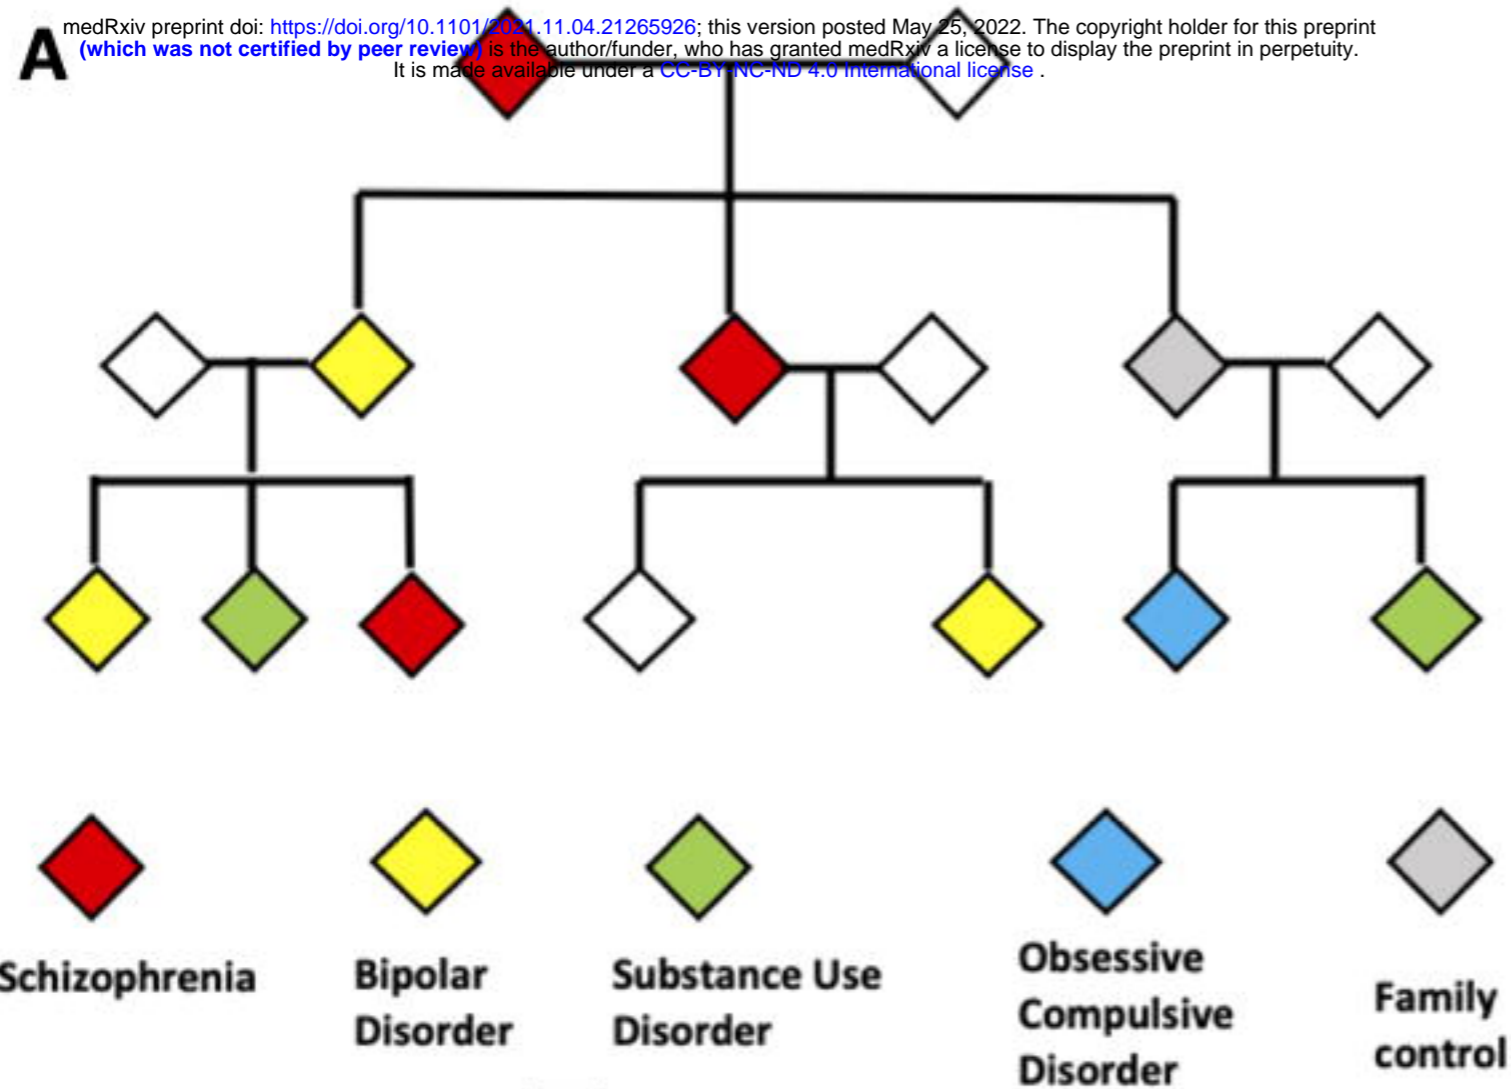 A
medRxiv preprint doi: https://doi.org/10.1101/2021.11.04.21265926; this version posted May 25, 2022. The copyright holder for this preprint
(which was not certified by peer review) is the author/funder, who has granted medRxiv a license to display the preprint in perpetuity.
It is made available under a CC-BY-NC-ND 4.0 International license .
Schizophrenia
Bipolar
Disorder
Substance Use
Disorder
Obsessive
Compulsive
Disorder
Family
control